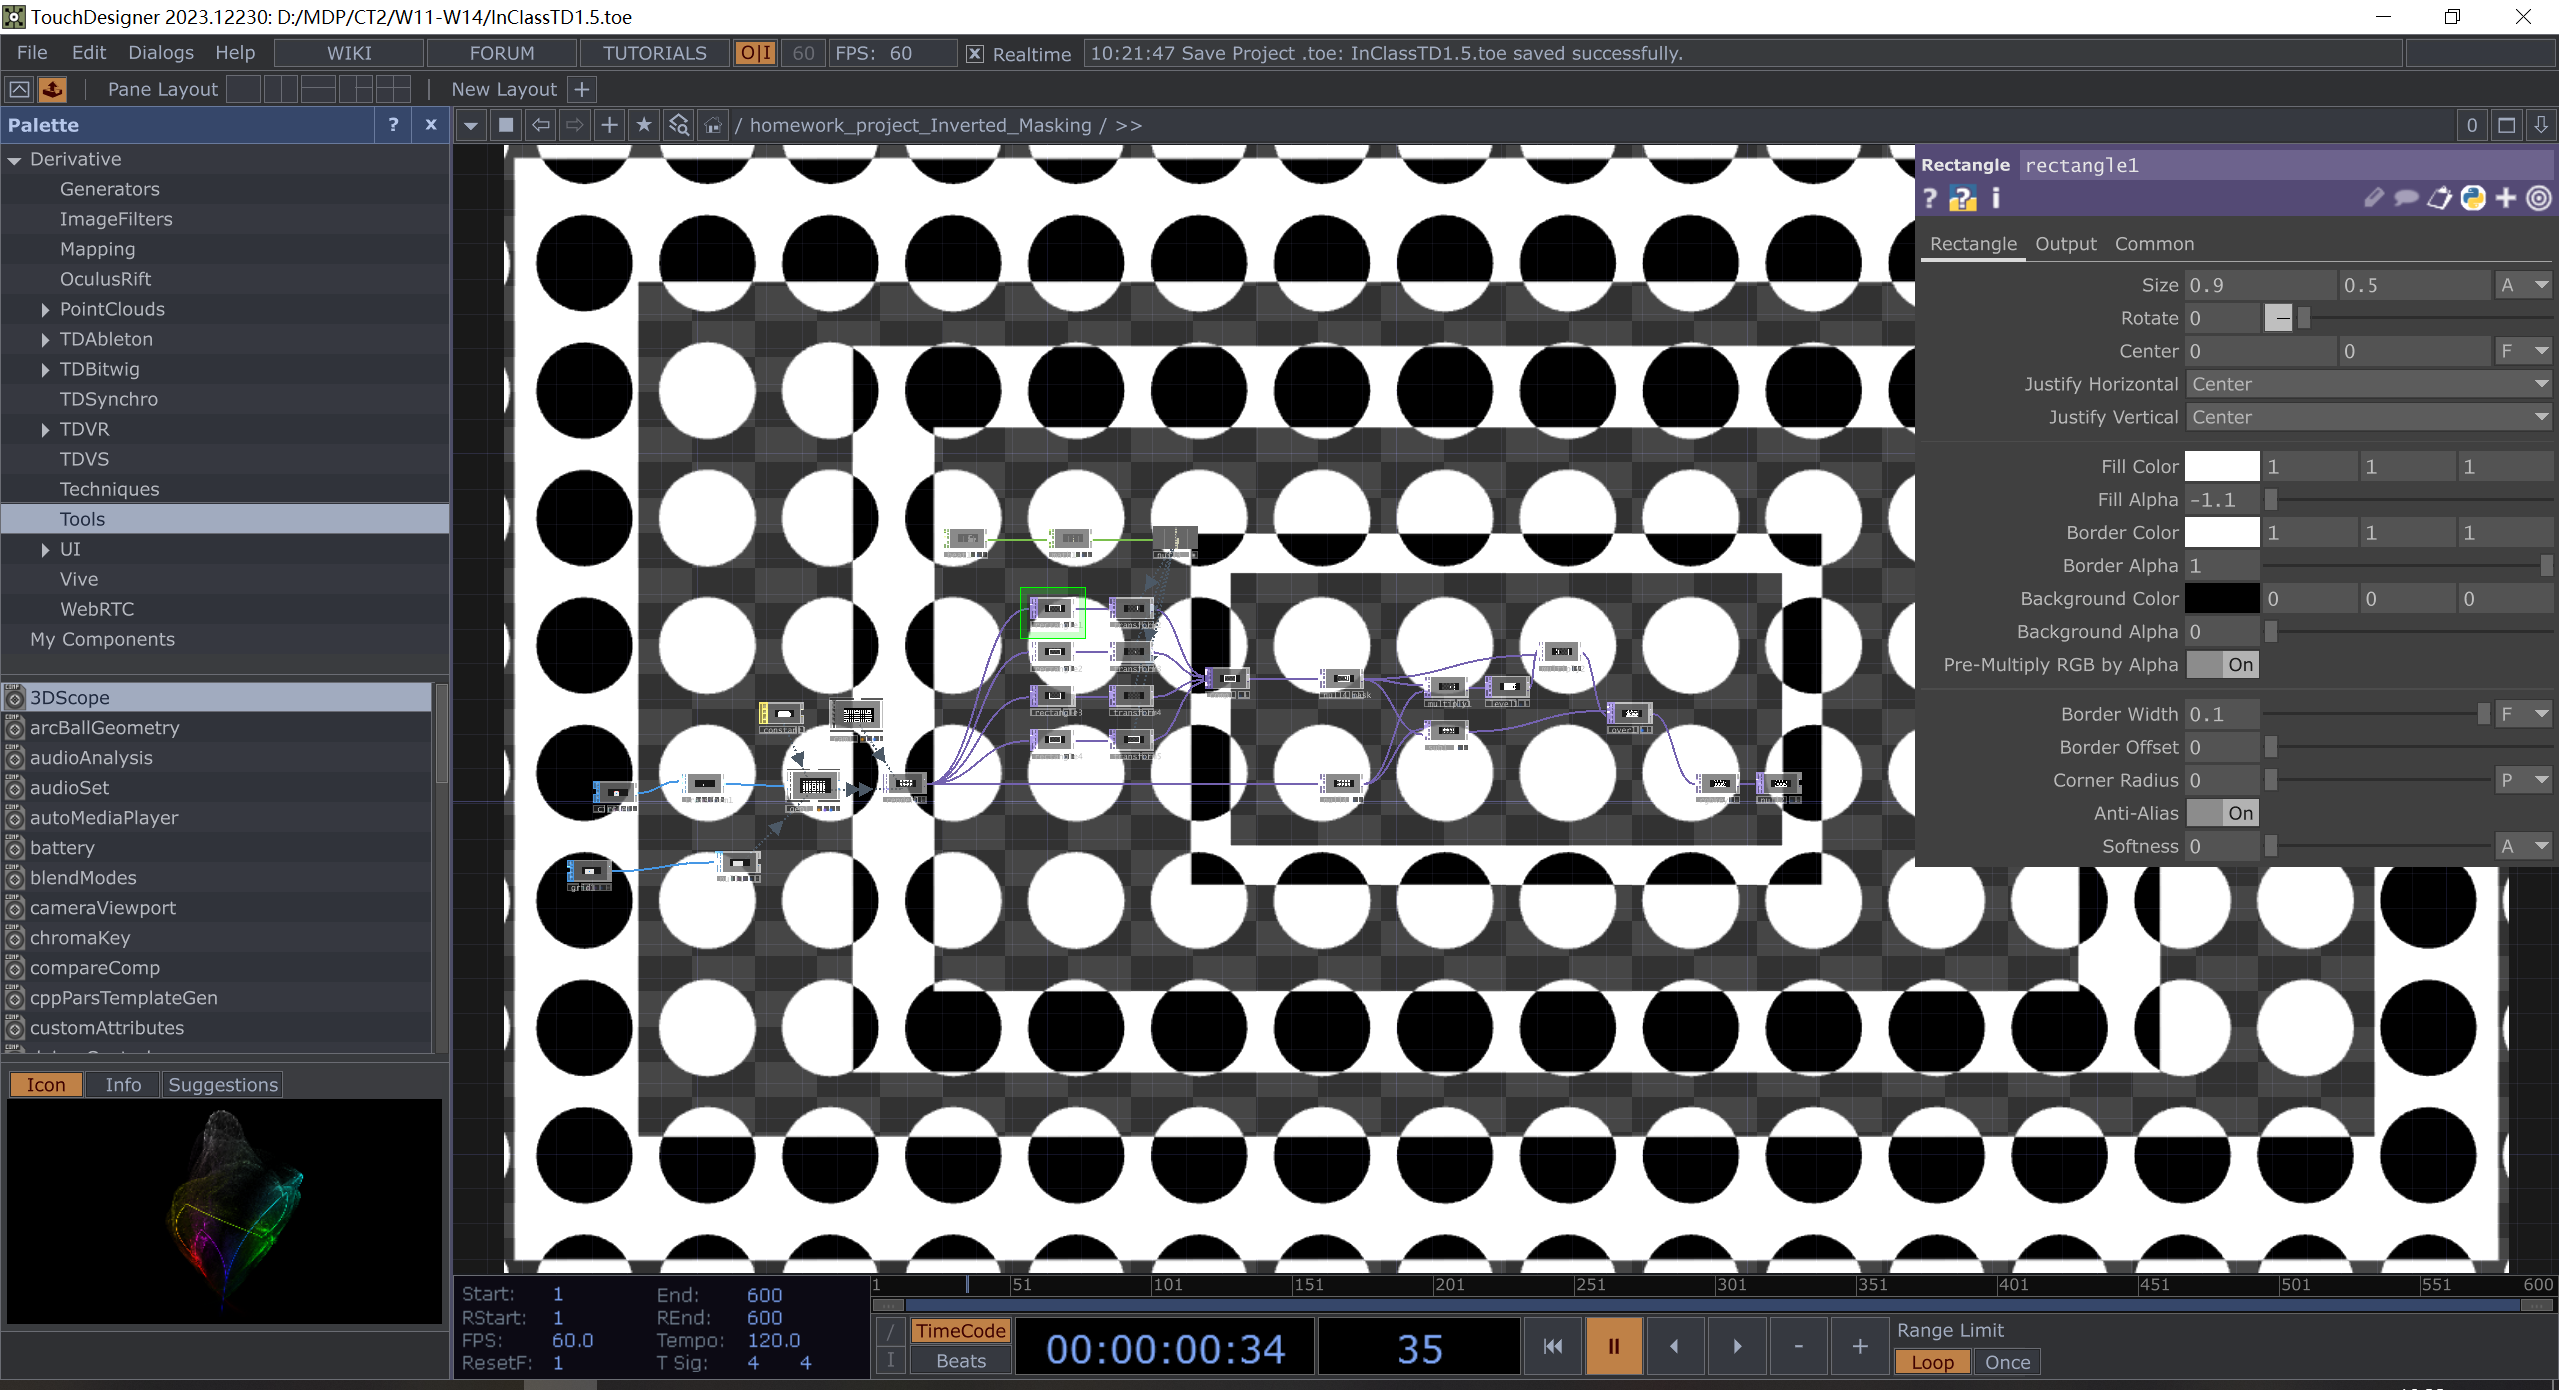 TouchDesigner 2023.12230: D:/MDP/CT2/W11-W14/InClassTD1.5.toe
File Edit Dialogs Help WIKI FORUM TUTORIALS O|I 60 FPS: 60 Realtime 10:21:47 Save Project .toe: InClassTD1.5.toe saved successfully.
Pane Layout New Layout +
Palette ? x
/ homework_project_Inverted_Masking / >> 0
Derivative
Generators
ImageFilters
Mapping
OculusRift
PointClouds
TDAbleton
TDBitwig
TDSynchro
TDVR
TDVS
Techniques
Tools
UI
Vive
WebRTC
My Components
3DScope
arcBallGeometry
audioAnalysis
audioSet
autoMediaPlayer
battery
blendModes
cameraViewport
chromaKey
compareComp
cppParsTemplateGen
customAttributes
Icon Info Suggestions
rectangle3
multiply1
level1
over1
grid1
Rectangle rectangle1
Rectangle Output Common
Size 0.9 0.5 A
Rotate 0
Center 0 0 F
Justify Horizontal Center
Justify Vertical Center
Fill Color 1 1 1
Fill Alpha -1.1
Border Color 1 1 1
Border Alpha 1
Background Color 0 0 0
Background Alpha 0
Pre-Multiply RGB by Alpha On
Border Width 0.1 F
Border Offset 0
Corner Radius 0 P
Anti-Alias On
Softness 0 A
Start: 1 End: 600
RStart: 1 REnd: 600
FPS: 60.0 Tempo: 120.0
ResetF: 1 T Sig: 4 4
1 51 101 151 201 251 301 351 401 451 501 551 600
/ TimeCode
I Beats
00:00:00:34 35 - +
Range Limit
Loop Once